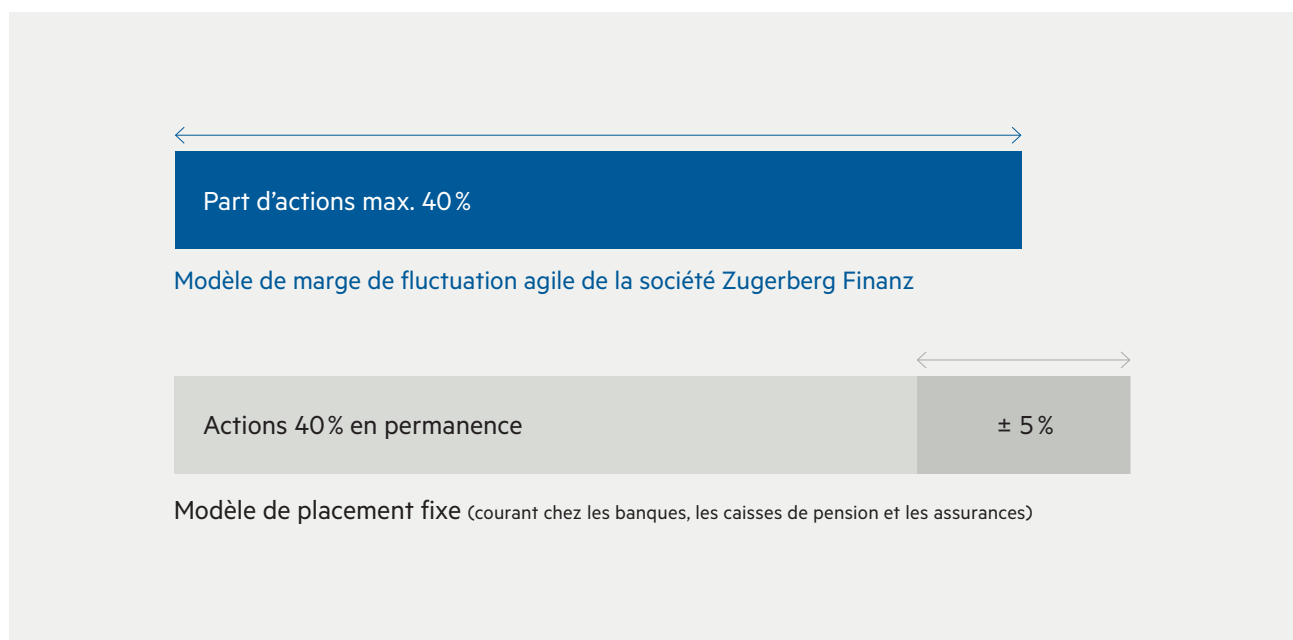 Part d’actions max. 40 %
Modèle de marge de fluctuation agile de la société Zugerberg Finanz
Actions 40 % en permanence
± 5 %
Modèle de placement fixe (courant chez les banques, les caisses de pension et les assurances)